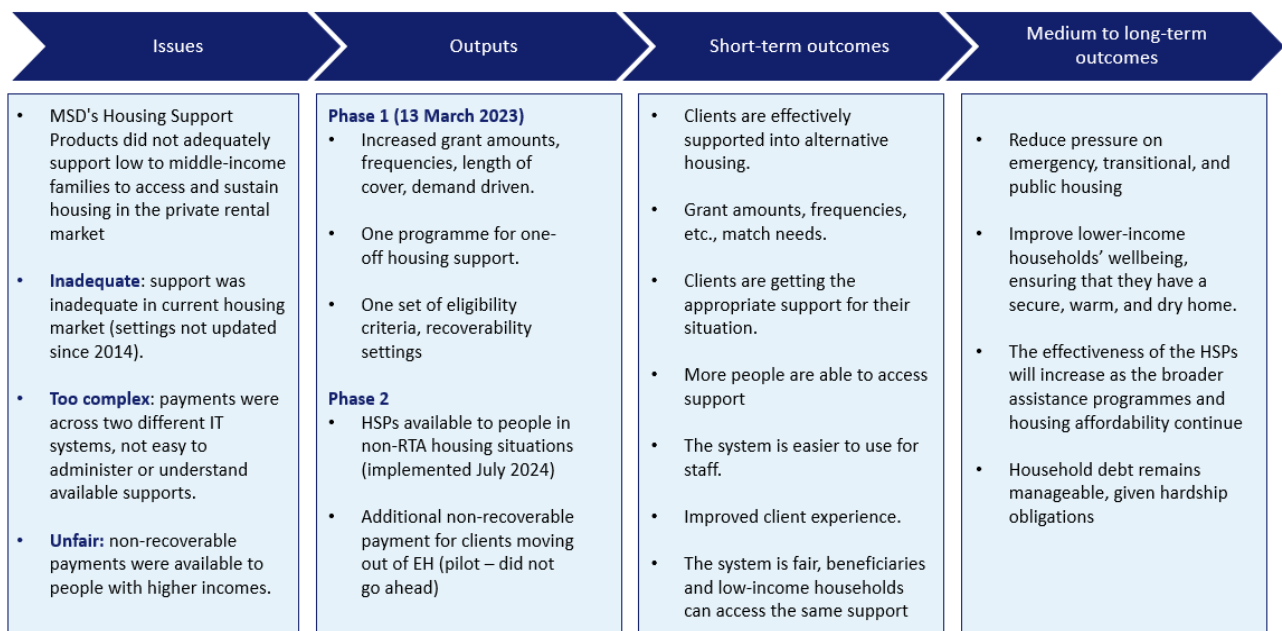 Issues
Outputs
Short-term outcomes
Medium to long-term
outcomes
• MSD's Housing Support
Products did not adequately
support low to middle-income
families to access and sustain
housing in the private rental
market
• Inadequate: support was
inadequate in current housing
market (settings not updated
since 2014).
• Too complex: payments were
across two different IT
systems, not easy to
administer or understand
available supports.
• Unfair: non-recoverable
payments were available to
people with higher incomes.
Phase 1 (13 March 2023)
• Increased grant amounts,
frequencies, length of
cover, demand driven.
• One programme for one-
off housing support.
• One set of eligibility
criteria, recoverability
settings
Phase 2
• HSPs available to people in
non-RTA housing situations
(implemented July 2024)
• Additional non-recoverable
payment for clients moving
out of EH (pilot – did not
go ahead)
• Clients are effectively
supported into alternative
housing.
• Grant amounts, frequencies,
etc., match needs.
• Clients are getting the
appropriate support for their
situation.
• More people are able to access
support
• The system is easier to use for
staff.
• Improved client experience.
• The system is fair, beneficiaries
and low-income households
can access the same support
• Reduce pressure on
emergency, transitional, and
public housing
• Improve lower-income
households’ wellbeing,
ensuring that they have a
secure, warm, and dry home.
• The effectiveness of the HSPs
will increase as the broader
assistance programmes and
housing affordability continue
• Household debt remains
manageable, given hardship
obligations